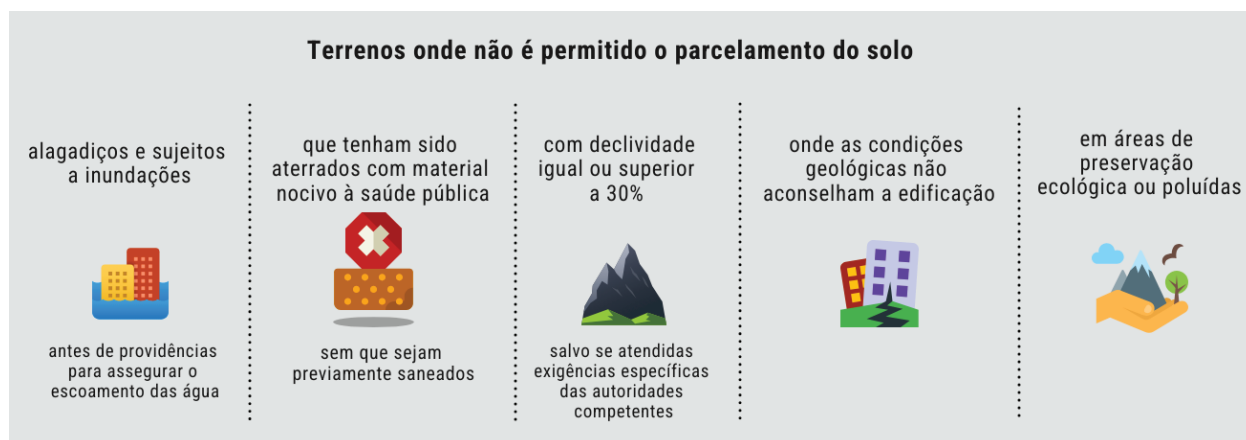 Terrenos onde não é permitido o parcelamento do solo
alagadiços e sujeitos
a inundações
antes de providências
para assegurar o
escoamento das água
que tenham sido
aterrados com material
nocivo à saúde pública
sem que sejam
previamente saneados
com declividade
igual ou superior
a 30%
salvo se atendidas
exigências específicas
das autoridades
competentes
onde as condições
geológicas não
aconselham a edificação
em áreas de
preservação
ecológica ou poluídas